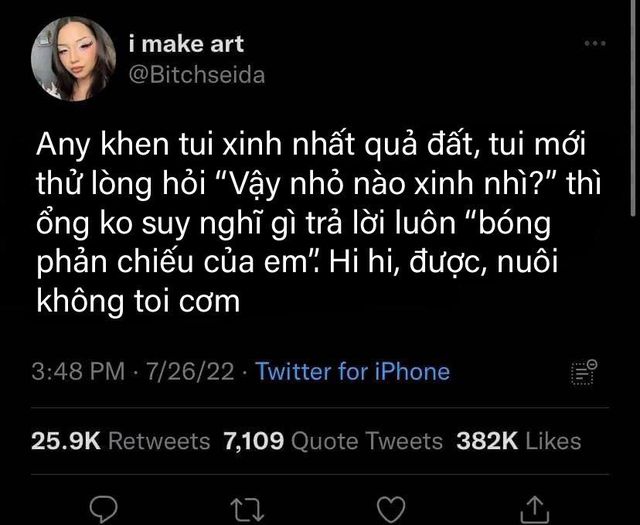 i make art
@Bitchseida
Any khen tui xinh nhất quả đất, tui mới
thử lòng hỏi “Vậy nhỏ nào xinh nhì?” thì
ổng ko suy nghĩ gì trả lời luôn “bóng
phản chiếu của em”. Hi hi, được, nuôi
không toi cơm
3:48 PM · 7/26/22 · Twitter for iPhone
25.9K Retweets 7,109 Quote Tweets 382K Likes